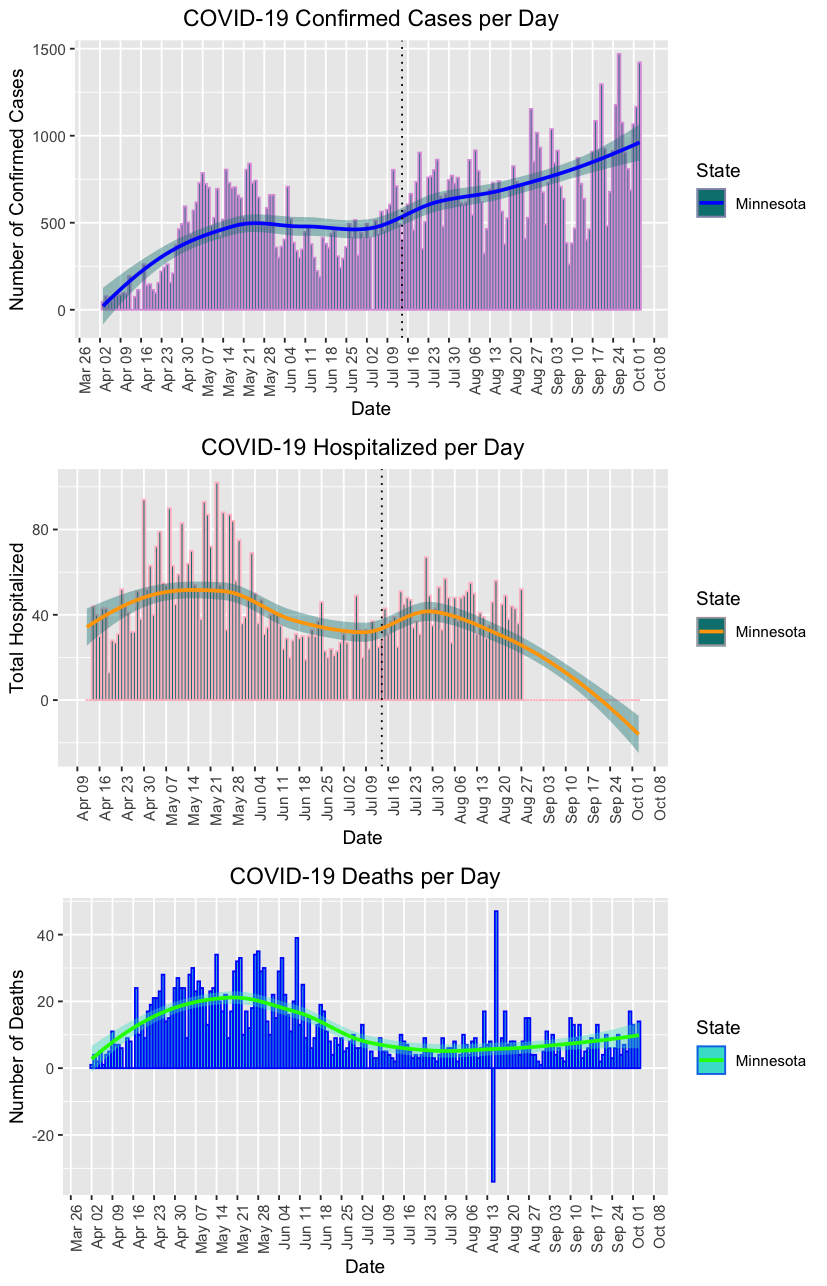 COVID-19 Confirmed Cases per Day
Number of Confirmed Cases
1500
1000
500
0
Mar 26
Apr 02
Apr 09
Apr 16
Apr 23
Apr 30
May 07
May 14
May 21
May 28
Jun 04
Jun 11
Jun 18
Jun 25
Jul 02
Jul 09
Jul 16
Jul 23
Jul 30
Aug 06
Aug 13
Aug 20
Aug 27
Sep 03
Sep 10
Sep 17
Sep 24
Oct 01
Oct 08
Date
State
Minnesota
COVID-19 Hospitalized per Day
Total Hospitalized
80
40
0
Apr 09
Apr 16
Apr 23
Apr 30
May 07
May 14
May 21
May 28
Jun 04
Jun 11
Jun 18
Jun 25
Jul 02
Jul 09
Jul 16
Jul 23
Jul 30
Aug 06
Aug 13
Aug 20
Aug 27
Sep 03
Sep 10
Sep 17
Sep 24
Oct 01
Oct 08
Date
State
Minnesota
COVID-19 Deaths per Day
Number of Deaths
40
20
0
-20
Mar 26
Apr 02
Apr 09
Apr 16
Apr 23
Apr 30
May 07
May 14
May 21
May 28
Jun 04
Jun 11
Jun 18
Jun 25
Jul 02
Jul 09
Jul 16
Jul 23
Jul 30
Aug 06
Aug 13
Aug 20
Aug 27
Sep 03
Sep 10
Sep 17
Sep 24
Oct 01
Oct 08
Date
State
Minnesota